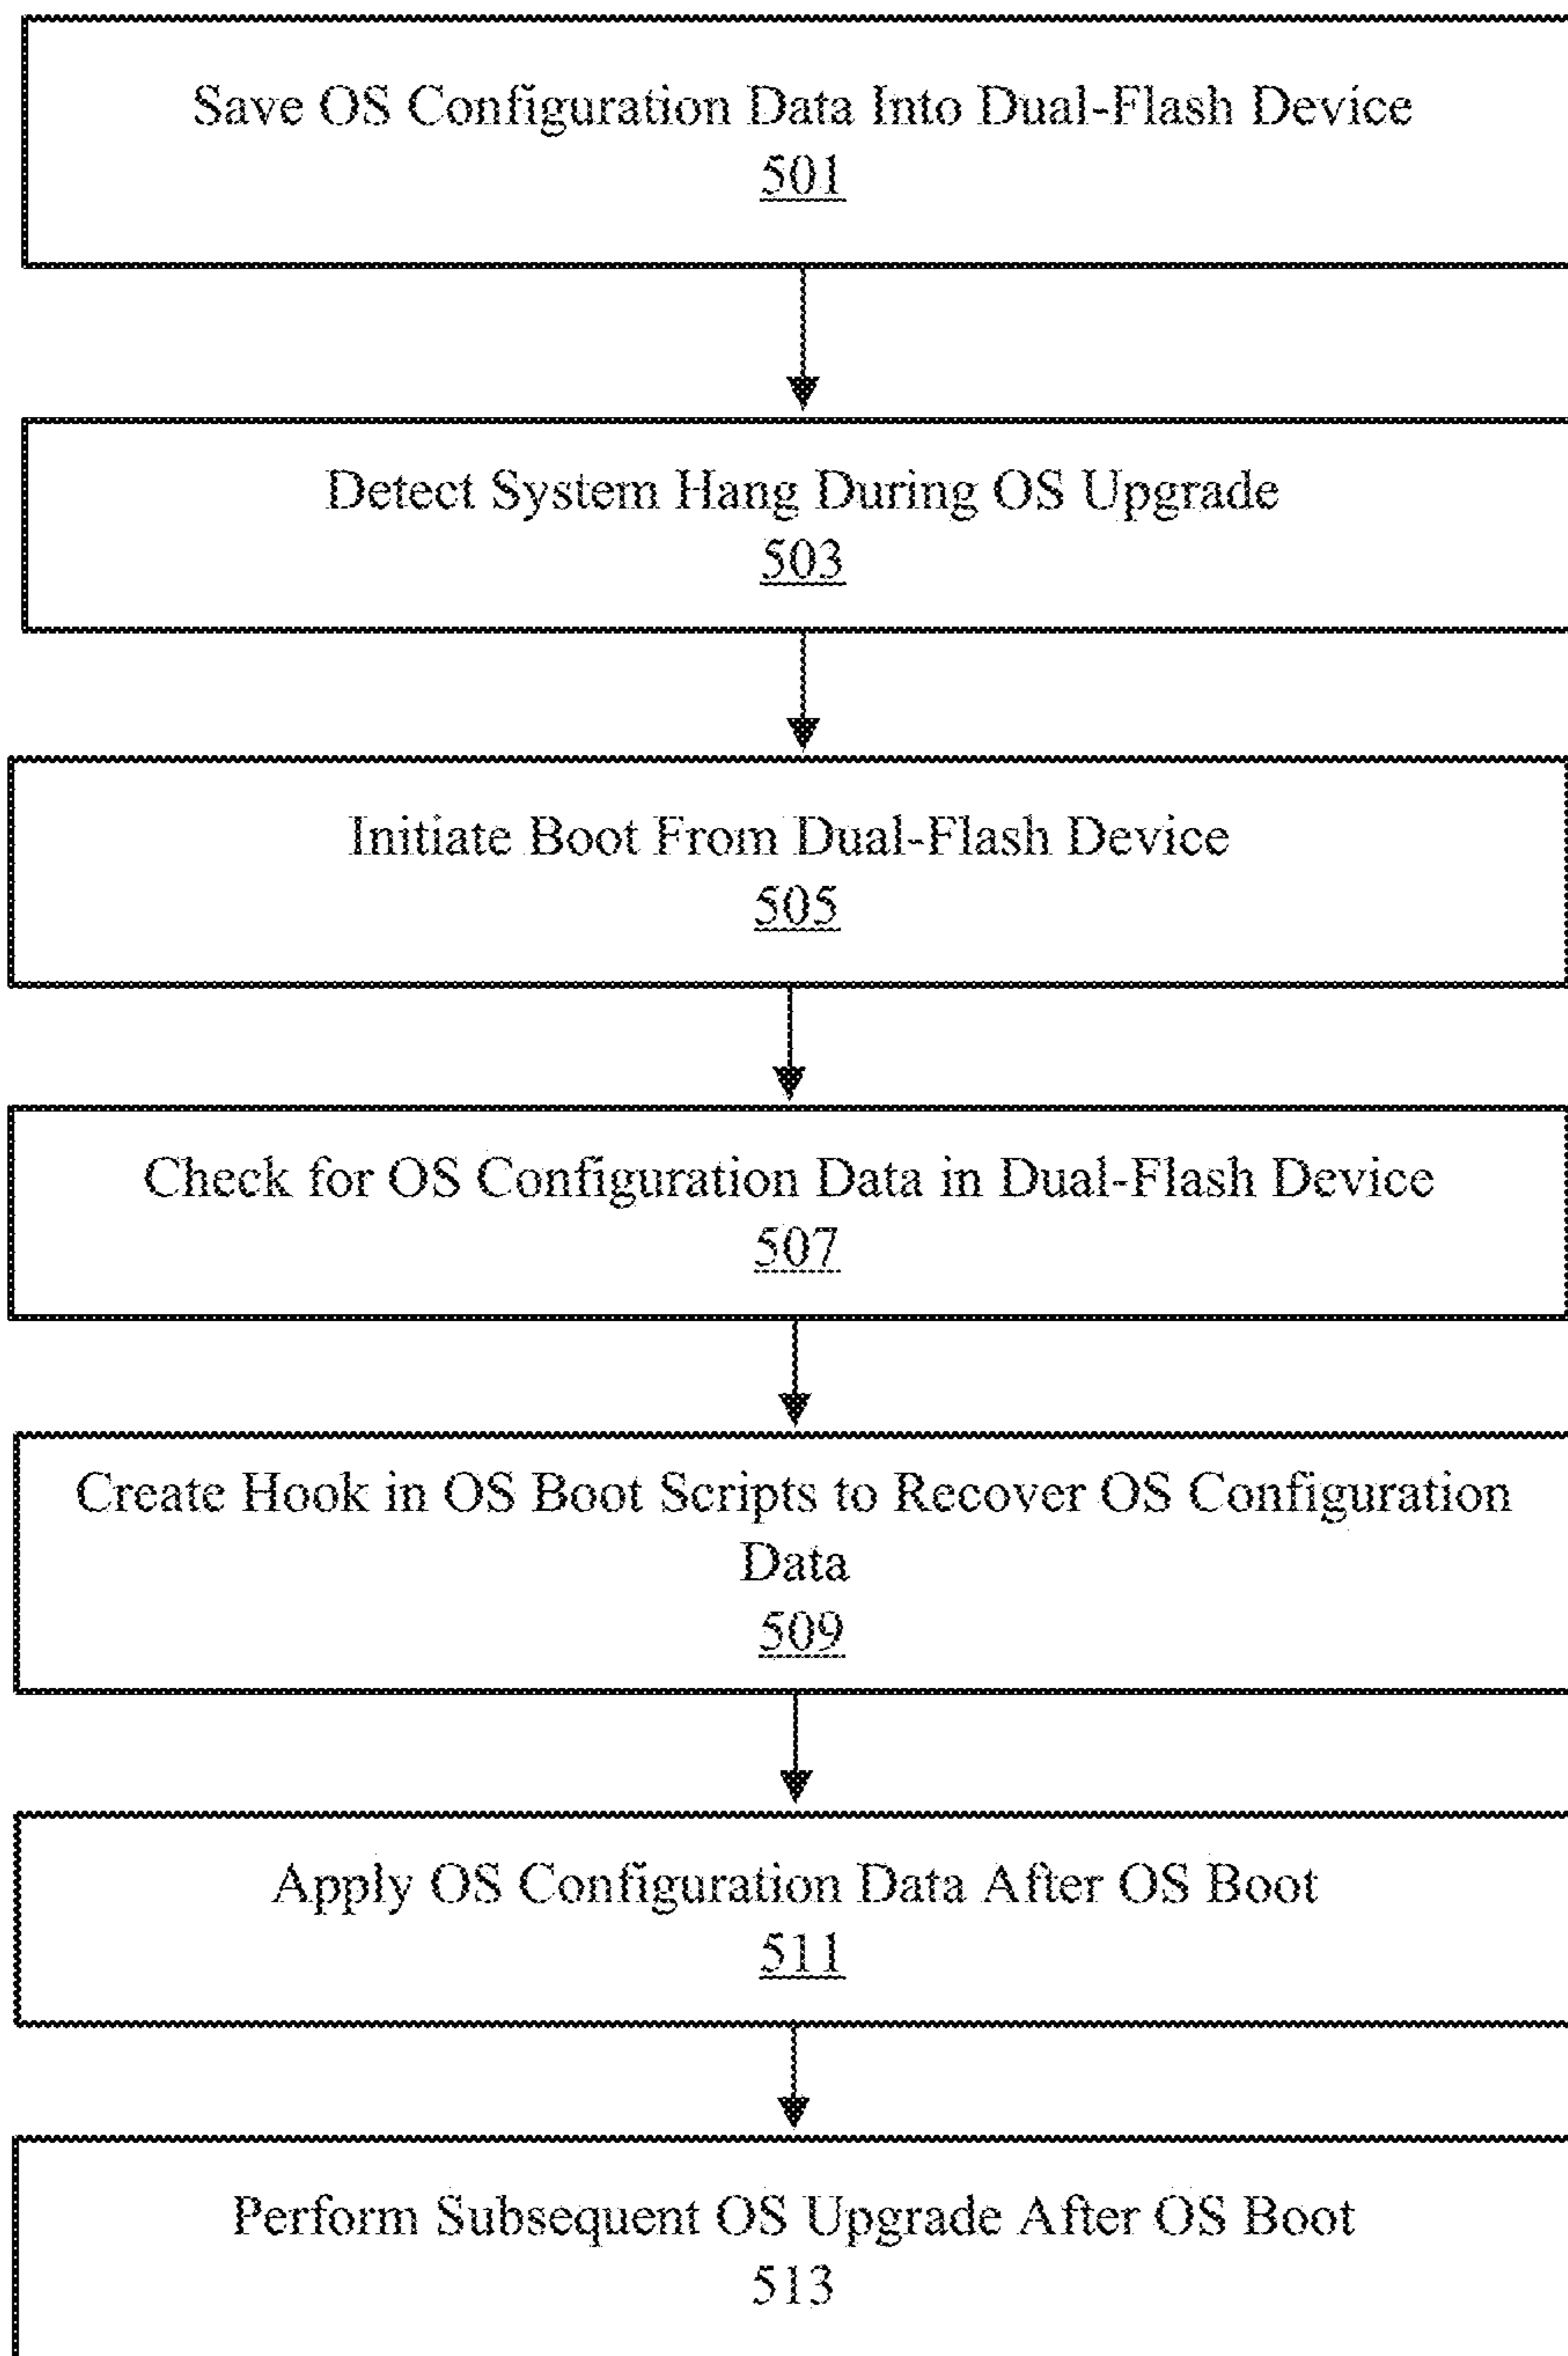 Save OS Configuration Data Into Dual-Flash Device
501
Detect System Hang During OS Upgrade
503
Initiate Boot From Dual-Flash Device
505
Check for OS Configuration Data in Dual-Flash Device
507
Create Hook in OS Boot Scripts to Recover OS Configuration
Data
509
Apply OS Configuration Data After OS Boot
511
Perform Subsequent OS Upgrade After OS Boot
513